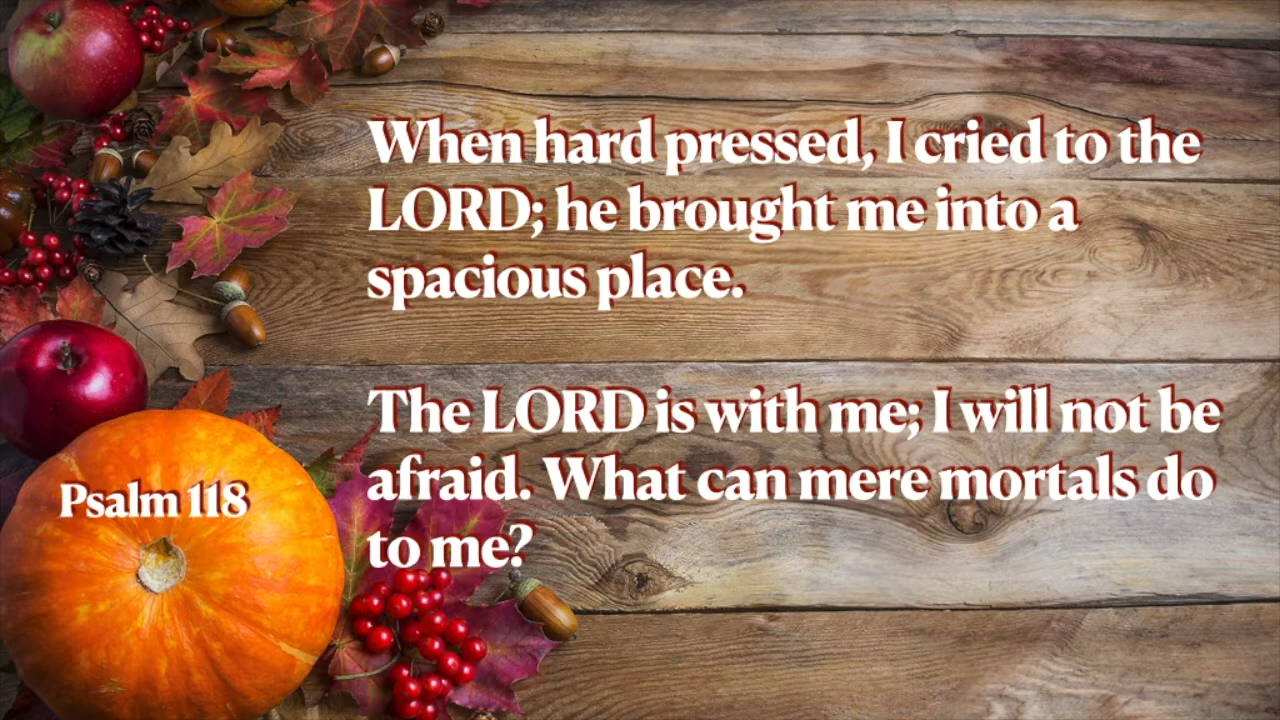 When hard pressed, I cried to the
LORD; he brought me into a
spacious place.
The LORD is with me; I will not be
afraid. What can mere mortals do
to me?
Psalm 118